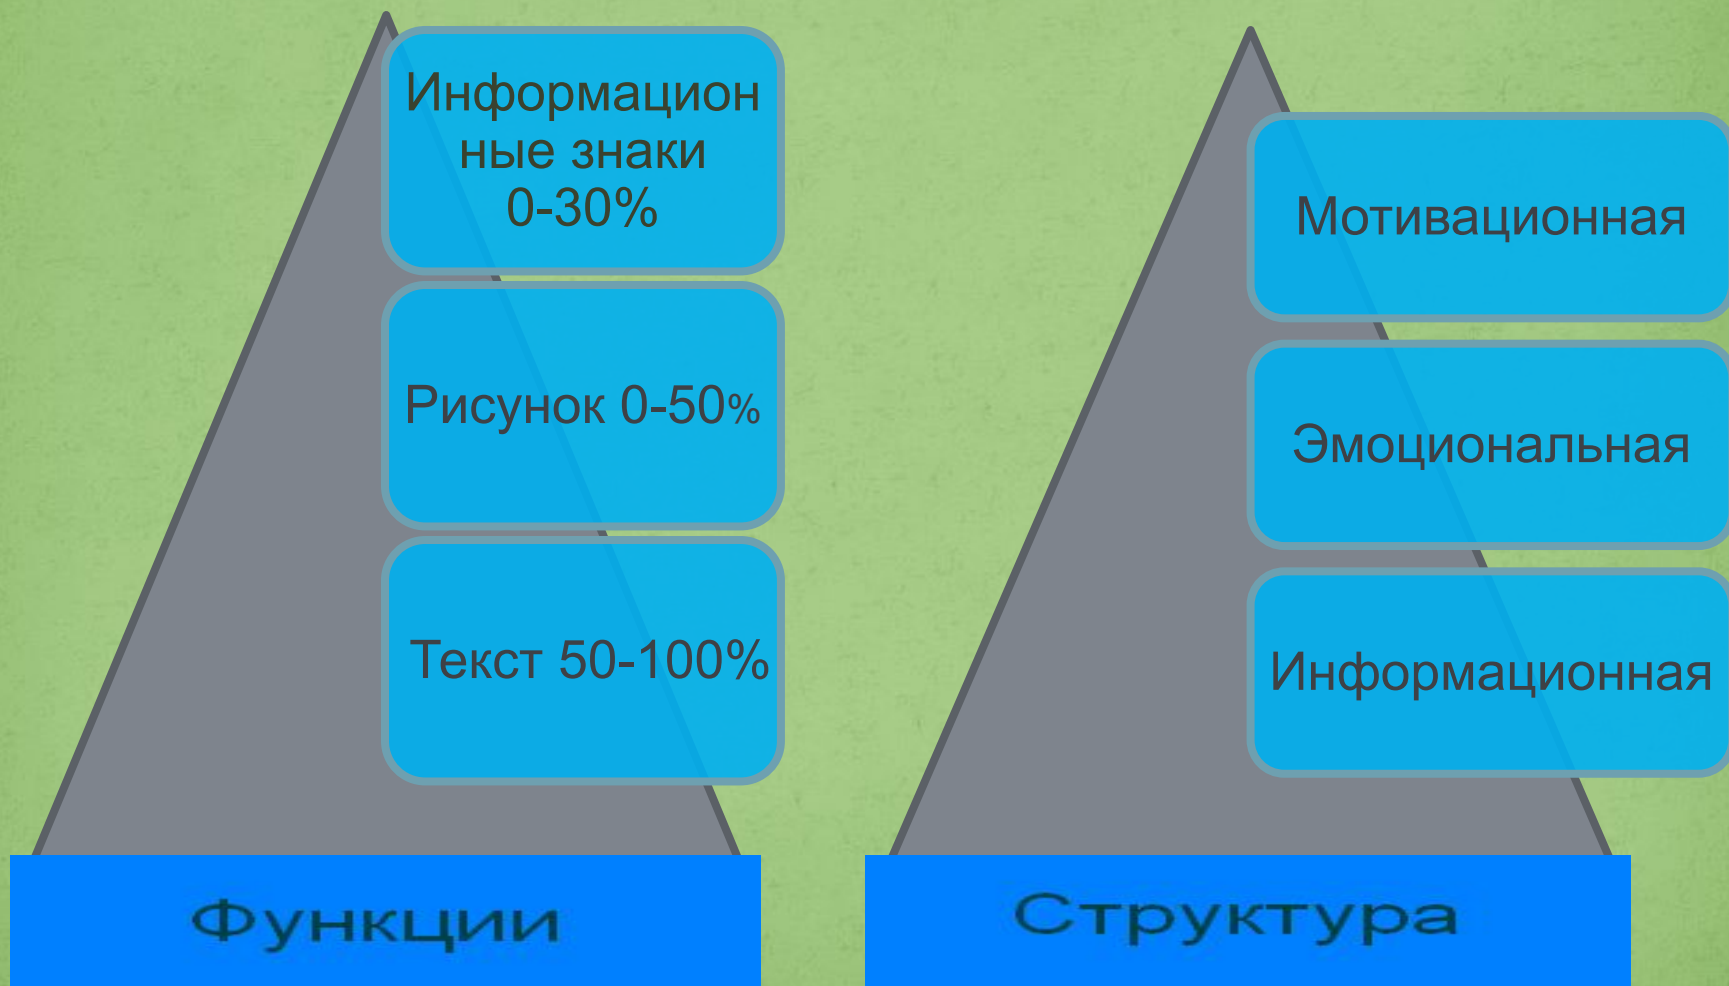 Информацион
ные знаки
0-30%
Рисунок 0-50%
Текст 50-100%
Функции
Мотивационная
Эмоциональная
Информационная
Структура